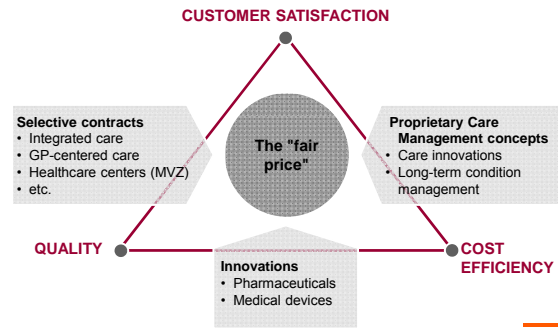 CUSTOMER SATISFACTION
Selective contracts
• Integrated care
• GP-centered care
• Healthcare centers (MVZ)
• etc.
The "fair
price"
Proprietary Care
Management concepts
• Care innovations
• Long-term condition
management
QUALITY
COST
EFFICIENCY
Innovations
• Pharmaceuticals
• Medical devices